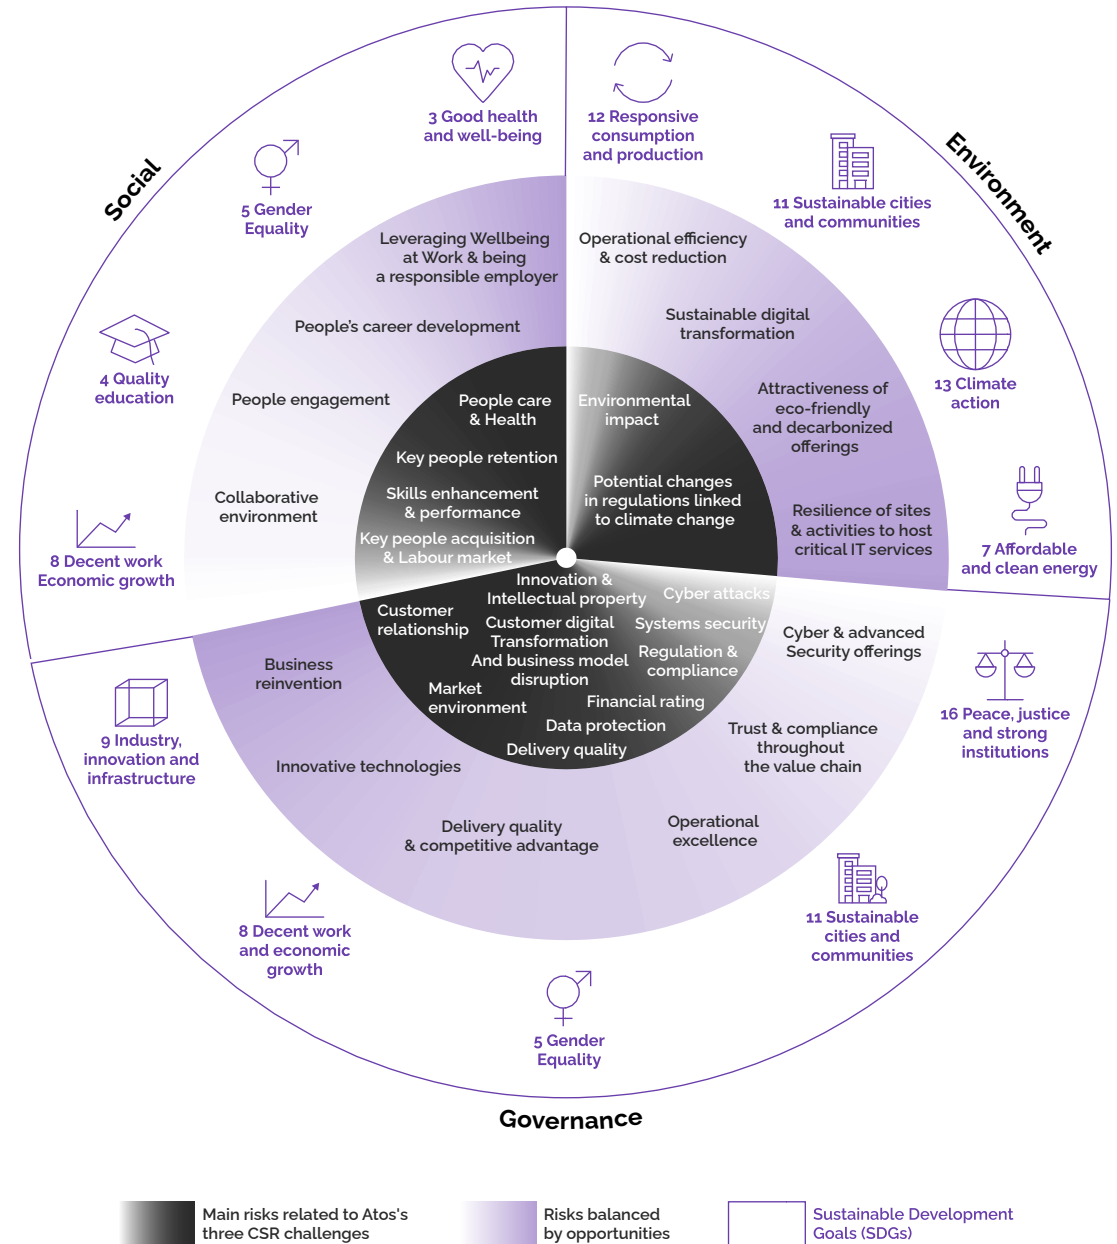 Social
Environment
3 Good health
and well-being
5 Gender
Equality
4 Quality
education
8 Decent work
Economic growth
12 Responsive
consumption
and production
11 Sustainable cities
and communities
13 Climate
action
7 Affordable
and clean energy
Leveraging Wellbeing
at Work & being
a responsible employer
People's career development
People engagement
Collaborative
environment
Operational efficiency
& cost reduction
Sustainable digital
transformation
Attractiveness of
eco-friendly
and decarbonized
offerings
Resilience of sites
& activities to host
critical IT services
People care
& Health
Key people retention
Skills enhancement
& performance
Key people acquisition
& Labour market
Environmental
impact
Potential changes
in regulations linked
to climate change
Innovation &
Intellectual property
Customer
relationship
Customer digital
Transformation
And business model
disruption
Market
environment
Cyber attacks
Systems security
Regulation &
compliance
Financial rating
Data protection
Delivery quality
Business
reinvention
Innovative technologies
Delivery quality
& competitive advantage
Operational
excellence
Trust & compliance
throughout
the value chain
Cyber & advanced
Security offerings
9 Industry,
innovation and
infrastructure
8 Decent work
and economic
growth
5 Gender
Equality
11 Sustainable
cities and
communities
16 Peace, justice
and strong
institutions
Governance
Main risks related to Atos's
three CSR challenges
Risks balanced
by opportunities
Sustainable Development
Goals (SDGs)